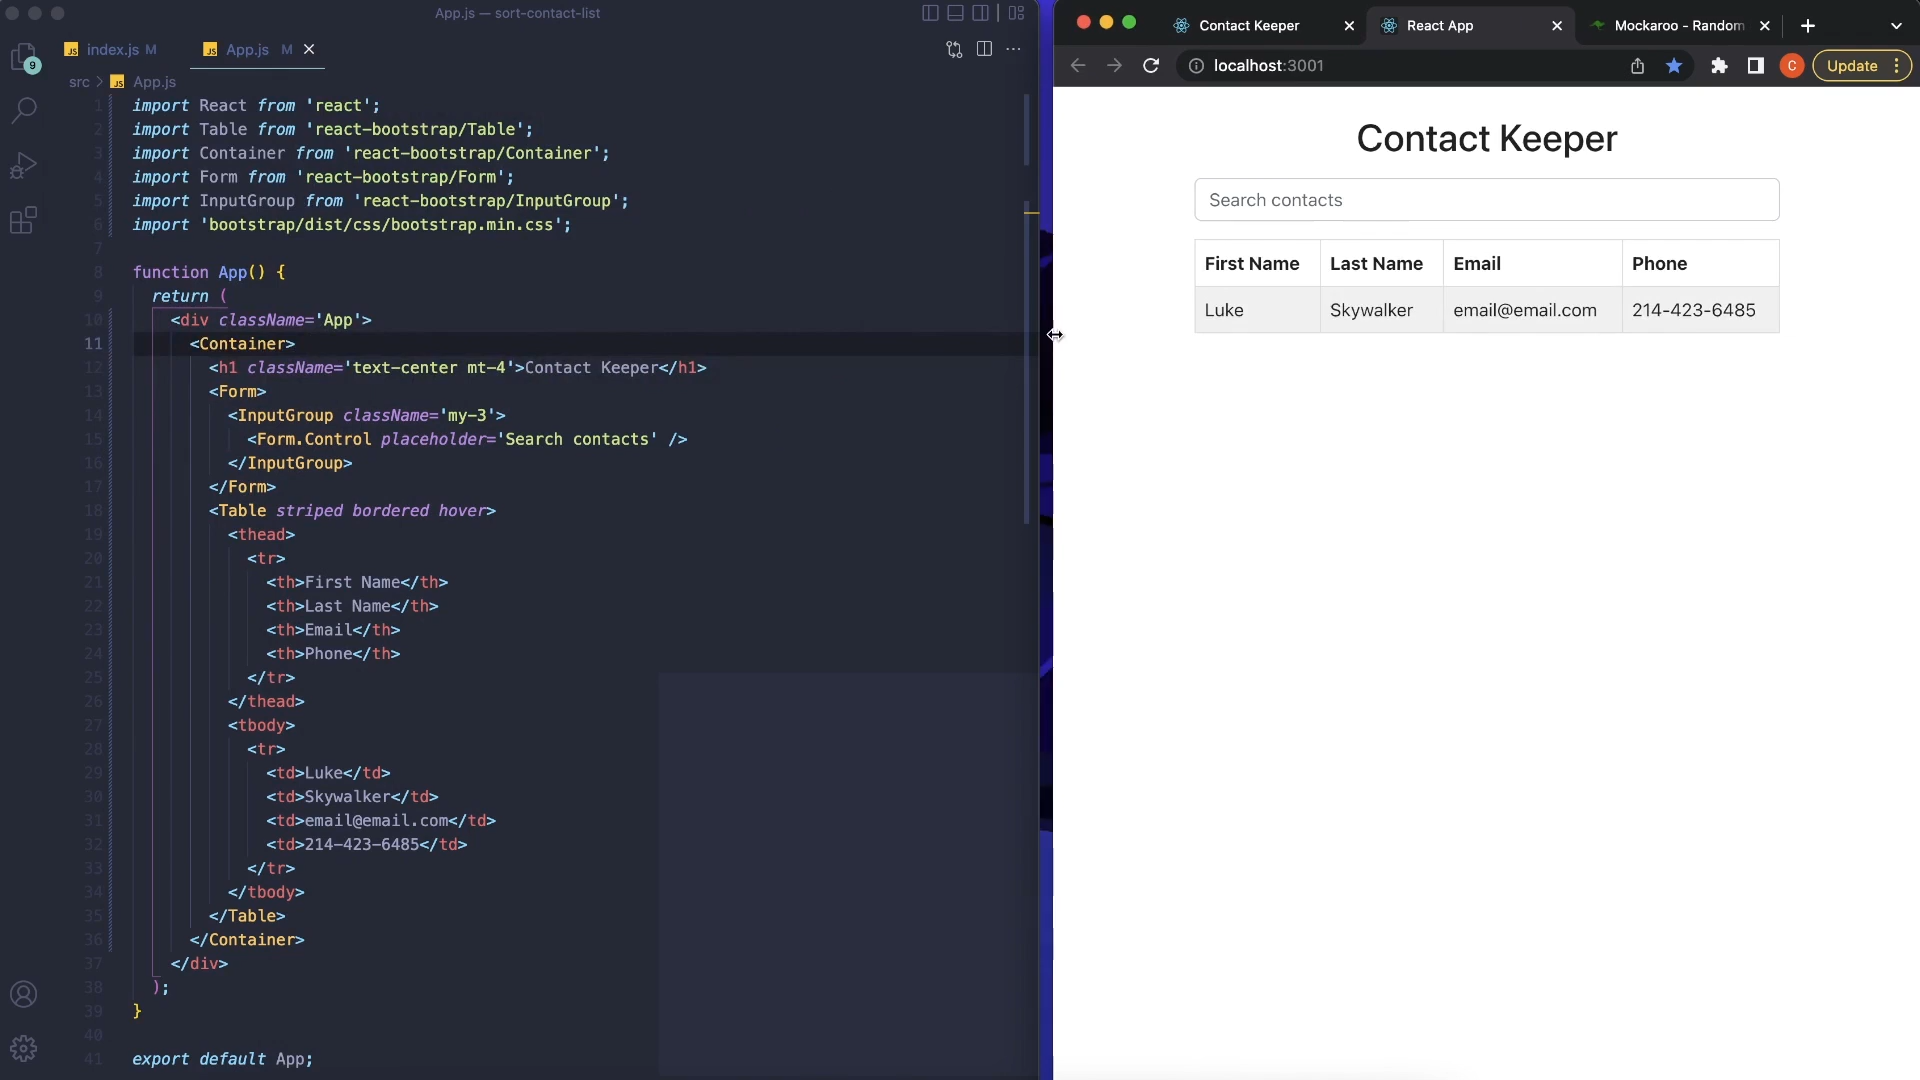 App.js — sort-contact-list
index.js M
App.js M
9
src > App.js
1 import React from 'react';
2 import Table from 'react-bootstrap/Table';
3 import Container from 'react-bootstrap/Container';
4 import Form from 'react-bootstrap/Form';
5 import InputGroup from 'react-bootstrap/InputGroup';
6 import 'bootstrap/dist/css/bootstrap.min.css';
7
8 function App() {
9 return (
10 <div className='App'>
11 <Container>
12 <h1 className='text-center mt-4'>Contact Keeper</h1>
13 <Form>
14 <InputGroup className='my-3'>
15 <Form.Control placeholder='Search contacts' />
16 </InputGroup>
17 </Form>
18 <Table striped bordered hover>
19 <thead>
20 <tr>
21 <th>First Name</th>
22 <th>Last Name</th>
23 <th>Email</th>
24 <th>Phone</th>
25 </tr>
26 </thead>
27 <tbody>
28 <tr>
29 <td>Luke</td>
30 <td>Skywalker</td>
31 <td>email@email.com</td>
32 <td>214-423-6485</td>
33 </tr>
34 </tbody>
35 </Table>
36 </Container>
37 </div>
38 );
39 }
40
41 export default App;
Contact Keeper
React App
Mockaroo - Random
localhost:3001
C
Update
Contact Keeper
Search contacts
First Name Last Name Email Phone
Luke Skywalker email@email.com 214-423-6485